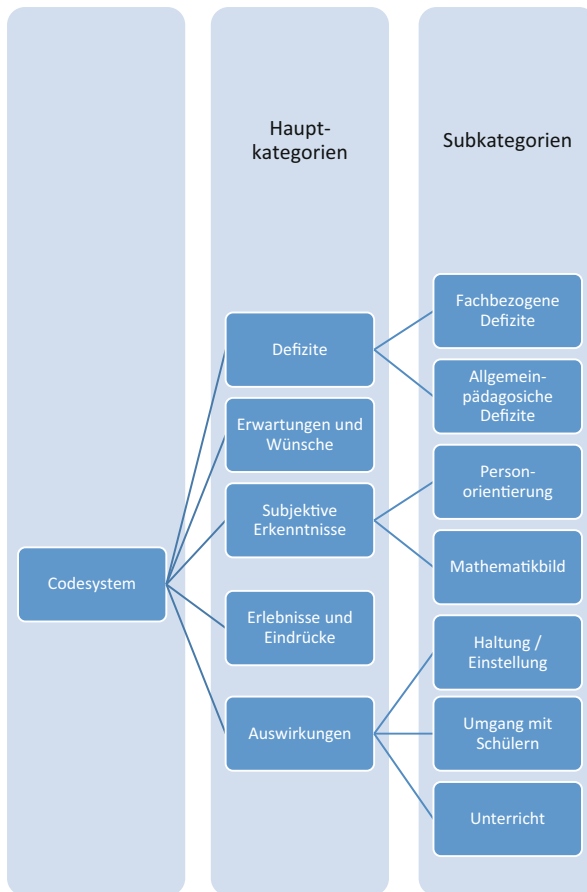 Haupt-
kategorien
Subkategorien
Codesystem
Defizite
Erwartungen und
Wünsche
Subjektive
Erkenntnisse
Erlebnisse und
Eindrücke
Auswirkungen
Fachbezogene
Defizite
Allgemein-
pädagosiche
Defizite
Person-
orientierung
Mathematikbild
Haltung /
Einstellung
Umgang mit
Schülern
Unterricht